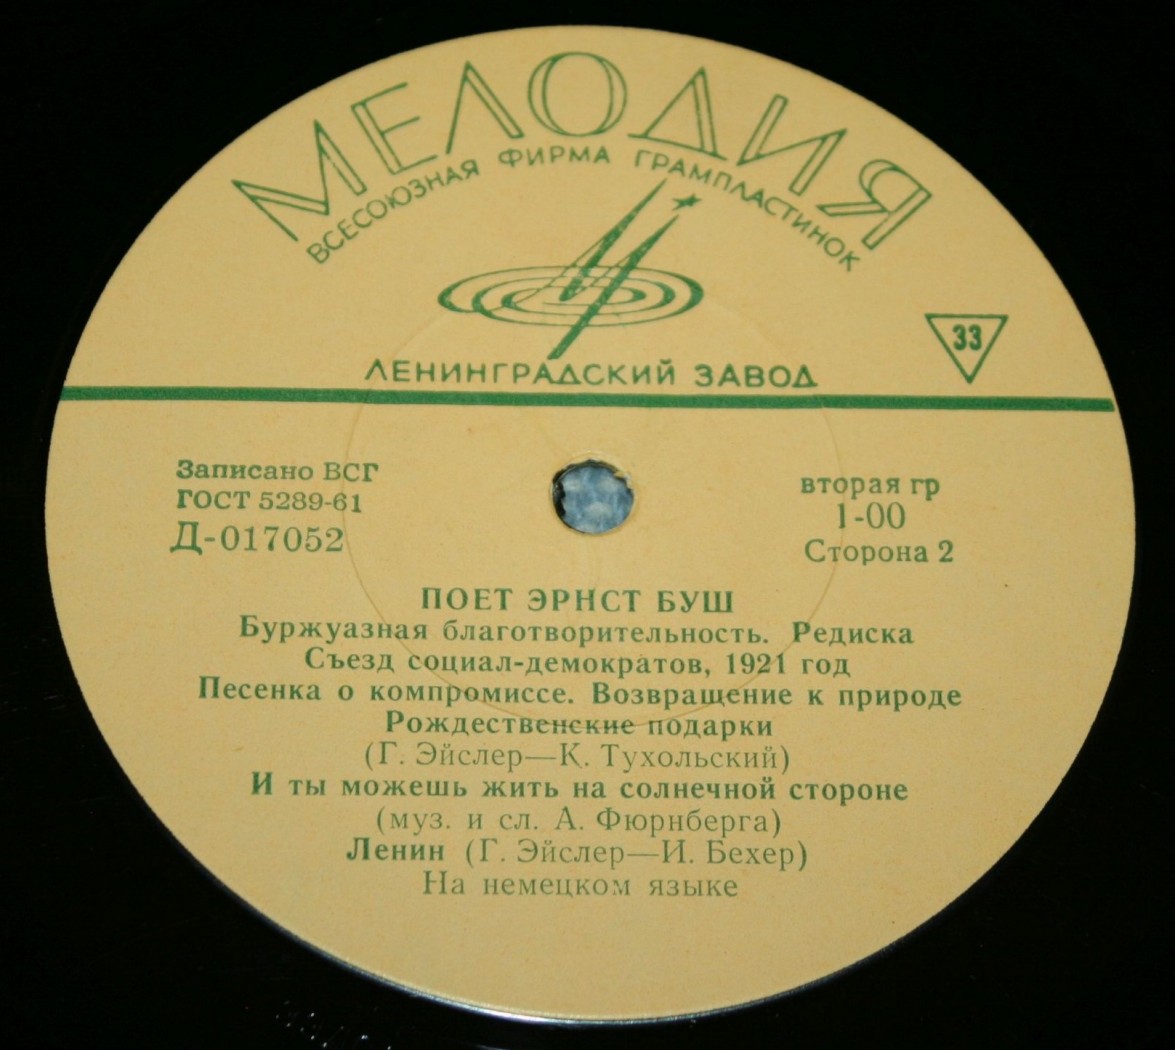 МЕЛОДИЯ
ВСЕСОЮЗНАЯ ФИРМА ГРАМПЛАСТИНОК
33
ЛЕНИНГРАДСКИЙ ЗАВОД
Записано ВСГ
ГОСТ 5289-61
Д-017052
вторая гр
1-00
Сторона 2
ПОЕТ ЭРНСТ БУШ
Буржуазная благотворительность. Редиска
Съезд социал-демократов, 1921 год
Песенка о компромиссе. Возвращение к природе
Рождественские подарки
(Г. Эйслер—К. Тухольский)
И ты можешь жить на солнечной стороне
(муз. и сл. А. Фюрнберга)
Ленин (Г. Эйслер—И. Бехер)
На немецком языке